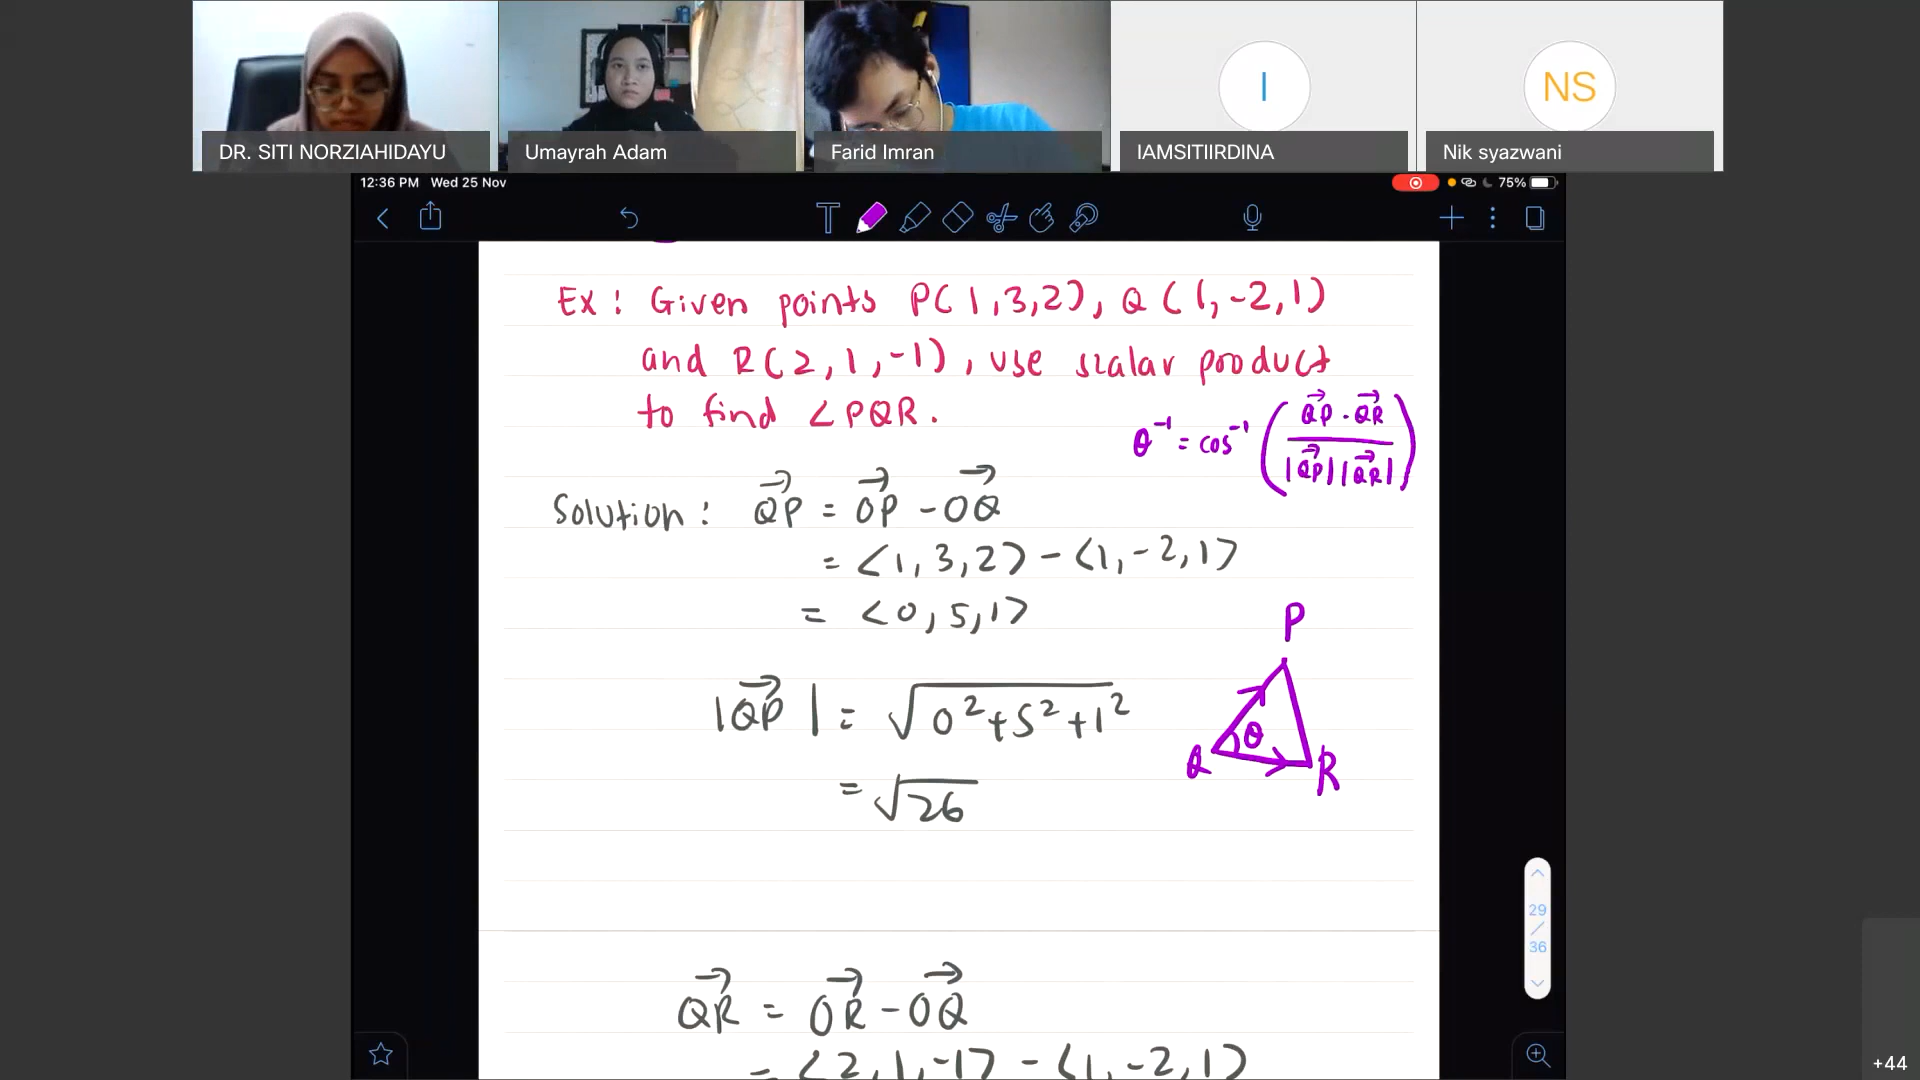 I
NS
DR. SITI NORZIAHIDAYU
Umayrah Adam
Farid Imran
IAMSITIIRDINA
Nik syazwani
12:36 PM Wed 25 Nov
75%
Ex : Given points P(1,3,2), Q(1,-2,1)
and R(2,1,-1), use scalar product
to find ∠PQR.
θ⁻¹ = cos⁻¹ (QP⃗ · QR⃗ / |QP⃗||QR⃗|)
Solution : QP⃗ = OP⃗ - OQ⃗
= <1,3,2> - <1,-2,1>
= <0,5,1>
P
|QP⃗| = √(0²+5²+1²)
θ
Q R
= √26
29
/
36
QR⃗ = OR⃗ - OQ⃗
= <2,1,-1> - <1,-2,1>
+44